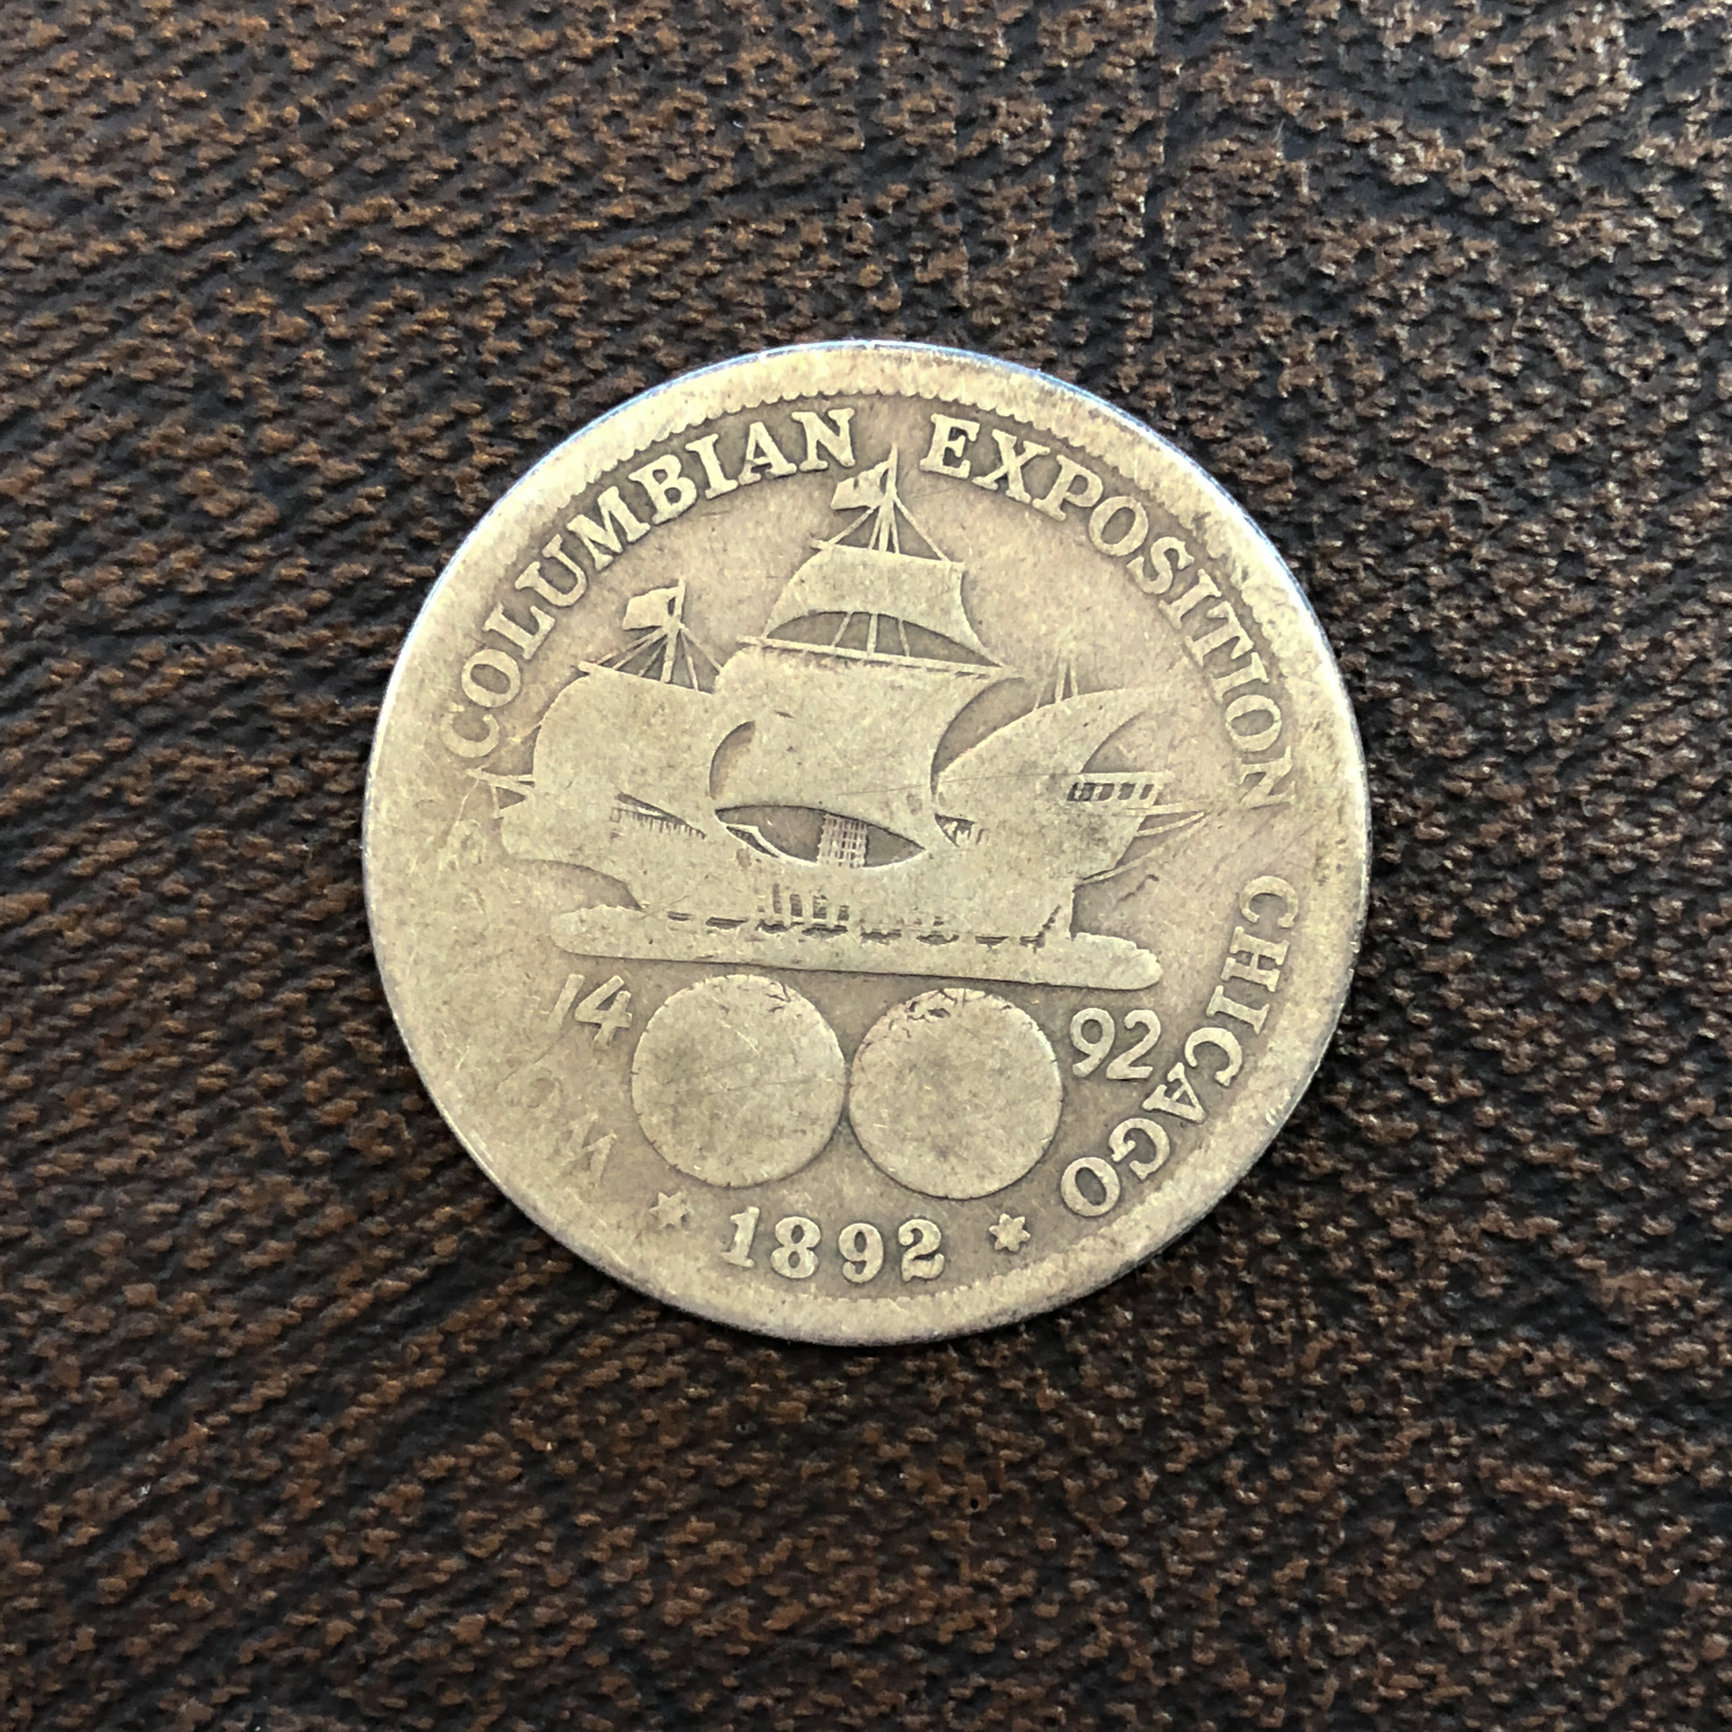 COLUMBIAN EXPOSITION CHICAGO
14 92
* 1892 *